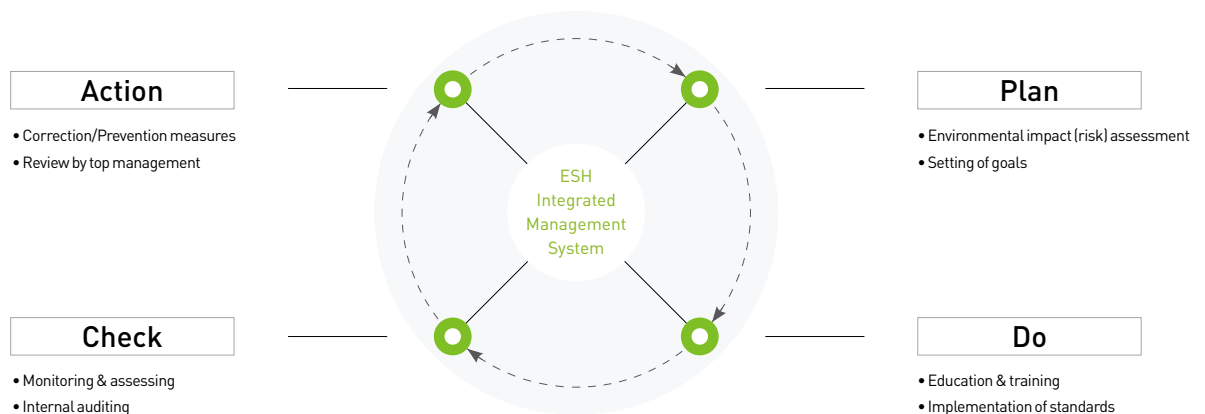 Action
• Correction/Prevention measures
• Review by top management
Plan
• Environmental impact (risk) assessment
• Setting of goals
ESH
Integrated
Management
System
Check
• Monitoring & assessing
• Internal auditing
Do
• Education & training
• Implementation of standards